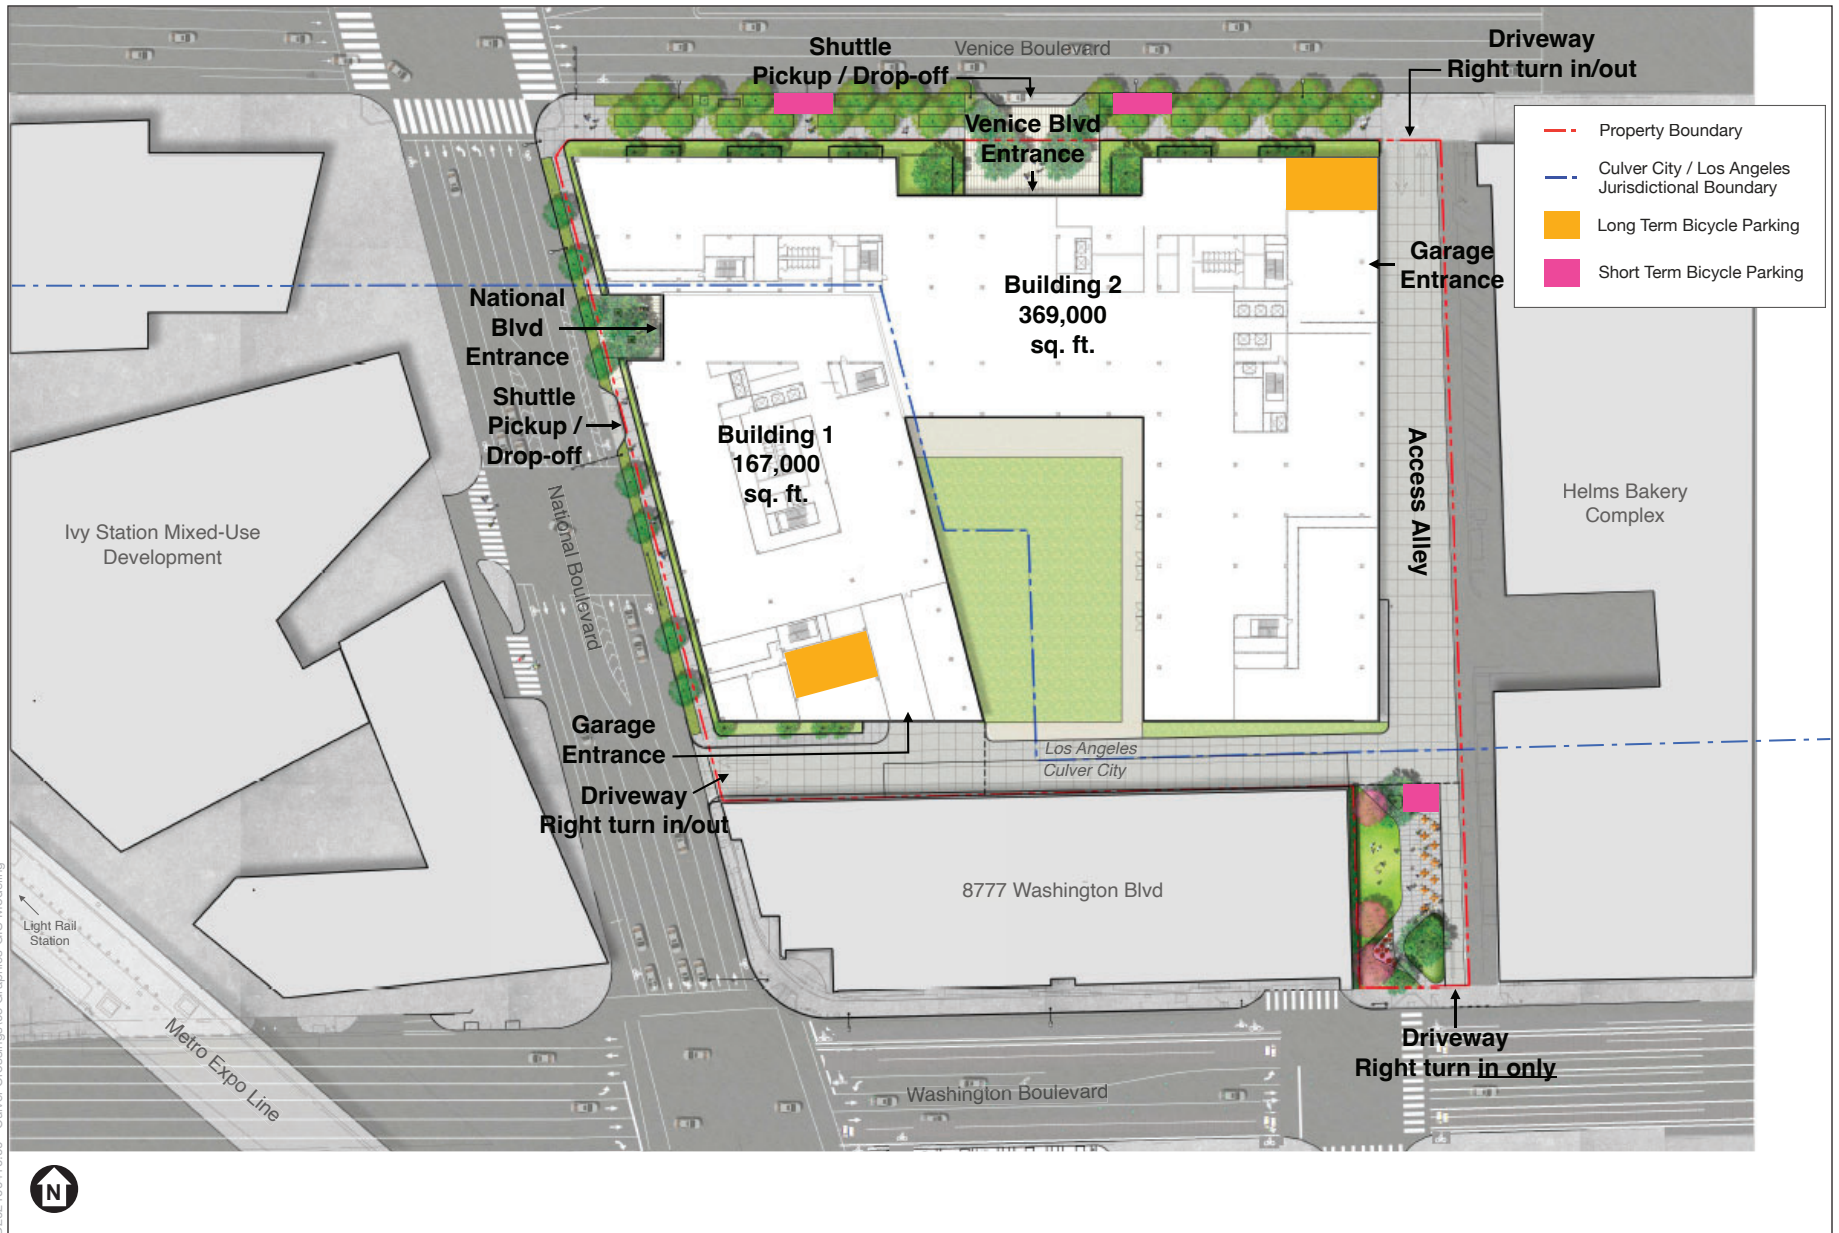 Shuttle
Pickup / Drop-off
Venice Boulevard
Driveway
Right turn in/out
Venice Blvd
Entrance
Property Boundary
Culver City / Los Angeles
Jurisdictional Boundary
Long Term Bicycle Parking
Short Term Bicycle Parking
Garage
Entrance
National
Blvd
Entrance
Building 2
369,000
sq. ft.
Shuttle
Pickup /
Drop-off
Building 1
167,000
sq. ft.
Access Alley
Helms Bakery
Complex
Ivy Station Mixed-Use
Development
National Boulevard
Garage
Entrance
Los Angeles
Culver City
Driveway
Right turn in/out
8777 Washington Blvd
Light Rail
Station
Metro Expo Line
Driveway
Right turn in only
Washington Boulevard
N